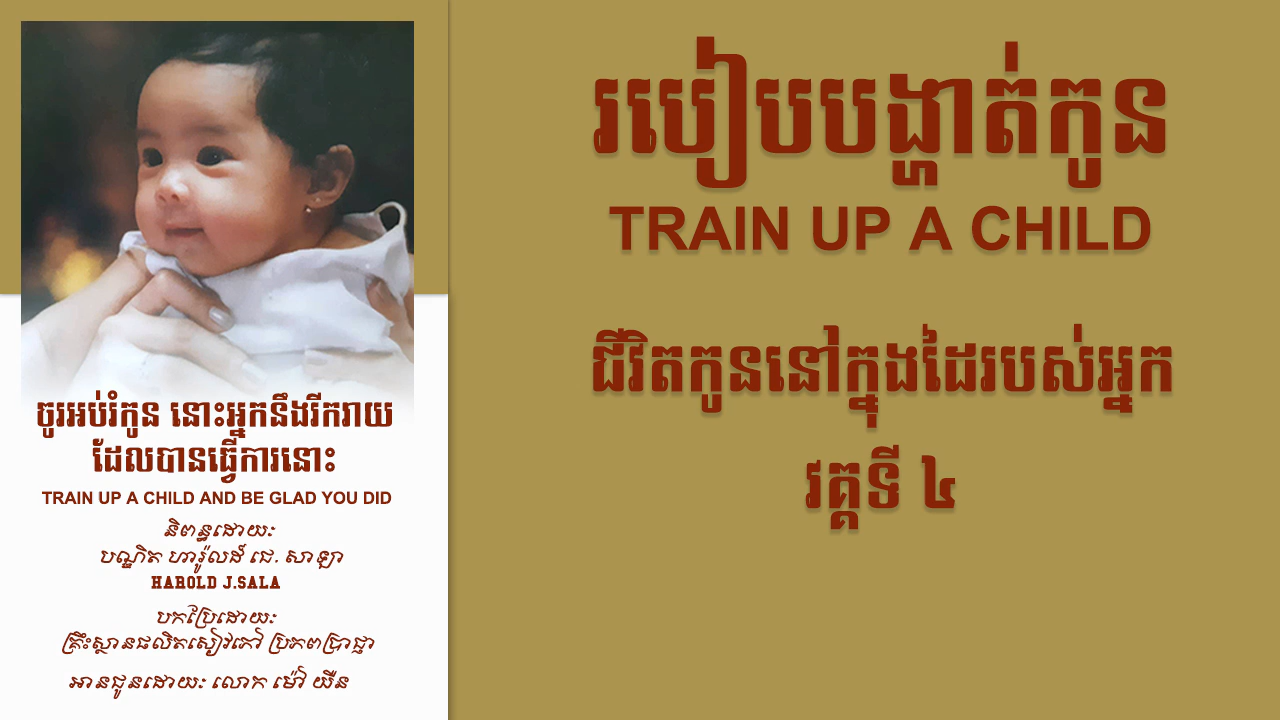 របៀបបង្ហាត់កូន
TRAIN UP A CHILD
ជីវិតកូននៅក្នុងដៃរបស់អ្នក
វគ្គទី ៤
ចូរអប់រំកូន នោះអ្នកនឹងរីករាយ
ដែលបានធ្វើការនោះ
TRAIN UP A CHILD AND BE GLAD YOU DID
និពន្ធដោយៈ
បណ្ឌិត ហារ៉ូលដ៍ ជេ. សាឡា
HAROLD J.SALA
បកប្រែដោយៈ
គ្រឹះស្ថានផលិតសៀវភៅ ប្រភពប្រាជ្ញា
អានជូនដោយៈ លោក ម៉ៅ យឺន